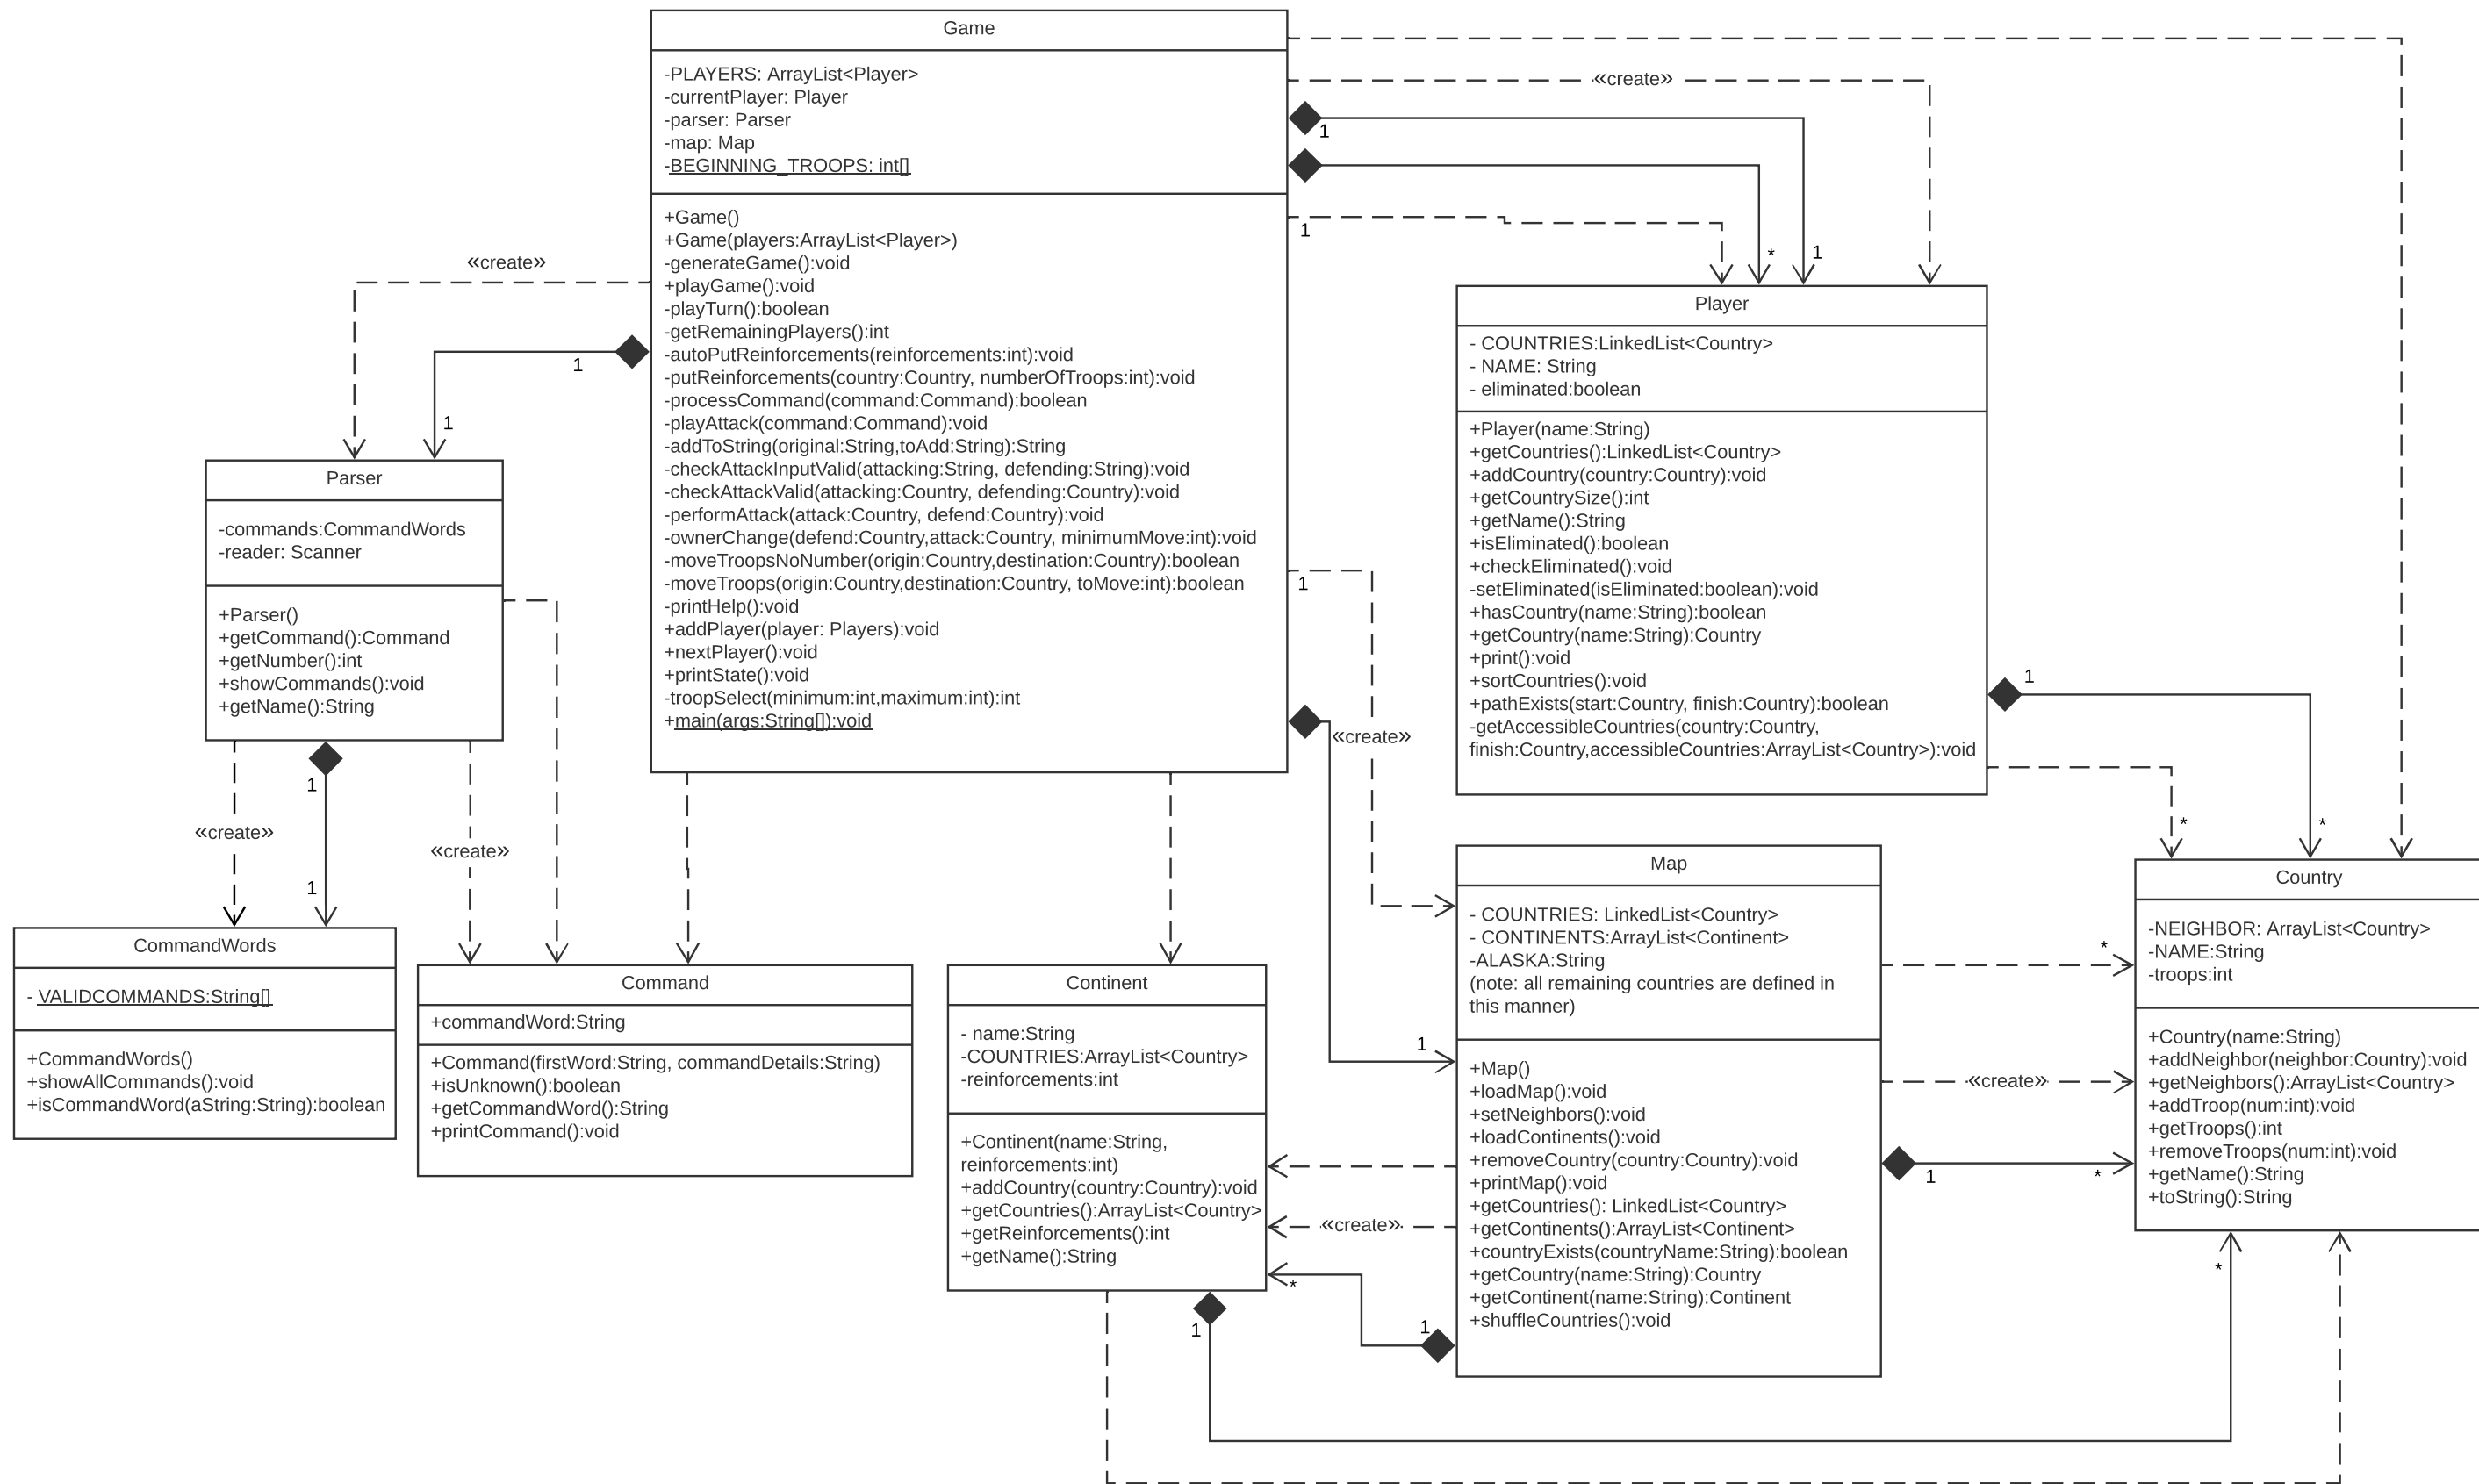 Game
-PLAYERS: ArrayList<Player>
-currentPlayer: Player
-parser: Parser
-map: Map
-BEGINNING_TROOPS: int[]
+Game()
+Game(players:ArrayList<Player>)
-generateGame():void
+playGame():void
-playTurn():boolean
-getRemainingPlayers():int
-autoPutReinforcements(reinforcements:int):void
-putReinforcements(country:Country, numberOfTroops:int):void
-processCommand(command:Command):boolean
-playAttack(command:Command):void
-addToString(original:String,toAdd:String):String
-checkAttackInputValid(attacking:String, defending:String):void
-checkAttackValid(attacking:Country, defending:Country):void
-performAttack(attack:Country, defend:Country):void
-ownerChange(defend:Country,attack:Country, minimumMove:int):void
-moveTroopsNoNumber(origin:Country,destination:Country):boolean
-moveTroops(origin:Country,destination:Country, toMove:int):boolean
-printHelp():void
+addPlayer(player: Players):void
+nextPlayer():void
+printState():void
-troopSelect(minimum:int,maximum:int):int
+main(args:String[]):void
«create»
1
1
*
1
1
«create»
1
1
1
«create»
1
Player
- COUNTRIES:LinkedList<Country>
- NAME: String
- eliminated:boolean
+Player(name:String)
+getCountries():LinkedList<Country>
+addCountry(country:Country):void
+getCountrySize():int
+getName():String
+isEliminated():boolean
+checkEliminated():void
-setEliminated(isEliminated:boolean):void
+hasCountry(name:String):boolean
+getCountry(name:String):Country
+print():void
+sortCountries():void
+pathExists(start:Country, finish:Country):boolean
-getAccessibleCountries(country:Country,
finish:Country,accessibleCountries:ArrayList<Country>):void
1
*
*
Parser
-commands:CommandWords
-reader: Scanner
+Parser()
+getCommand():Command
+getNumber():int
+showCommands():void
+getName():String
1
«create»
1
«create»
CommandWords
- VALIDCOMMANDS:String[]
+CommandWords()
+showAllCommands():void
+isCommandWord(aString:String):boolean
Command
+commandWord:String
+Command(firstWord:String, commandDetails:String)
+isUnknown():boolean
+getCommandWord():String
+printCommand():void
Continent
- name:String
-COUNTRIES:ArrayList<Country>
-reinforcements:int
+Continent(name:String,
reinforcements:int)
+addCountry(country:Country):void
+getCountries():ArrayList<Country>
+getReinforcements():int
+getName():String
«create»
*
1
1
*
Map
- COUNTRIES: LinkedList<Country>
- CONTINENTS:ArrayList<Continent>
-ALASKA:String
(note: all remaining countries are defined in
this manner)
+Map()
+loadMap():void
+setNeighbors():void
+loadContinents():void
+removeCountry(country:Country):void
+printMap():void
+getCountries(): LinkedList<Country>
+getContinents():ArrayList<Continent>
+countryExists(countryName:String):boolean
+getCountry(name:String):Country
+getContinent(name:String):Continent
+shuffleCountries():void
*
«create»
1
*
Country
-NEIGHBOR: ArrayList<Country>
-NAME:String
-troops:int
+Country(name:String)
+addNeighbor(neighbor:Country):void
+getNeighbors():ArrayList<Country>
+addTroop(num:int):void
+getTroops():int
+removeTroops(num:int):void
+getName():String
+toString():String